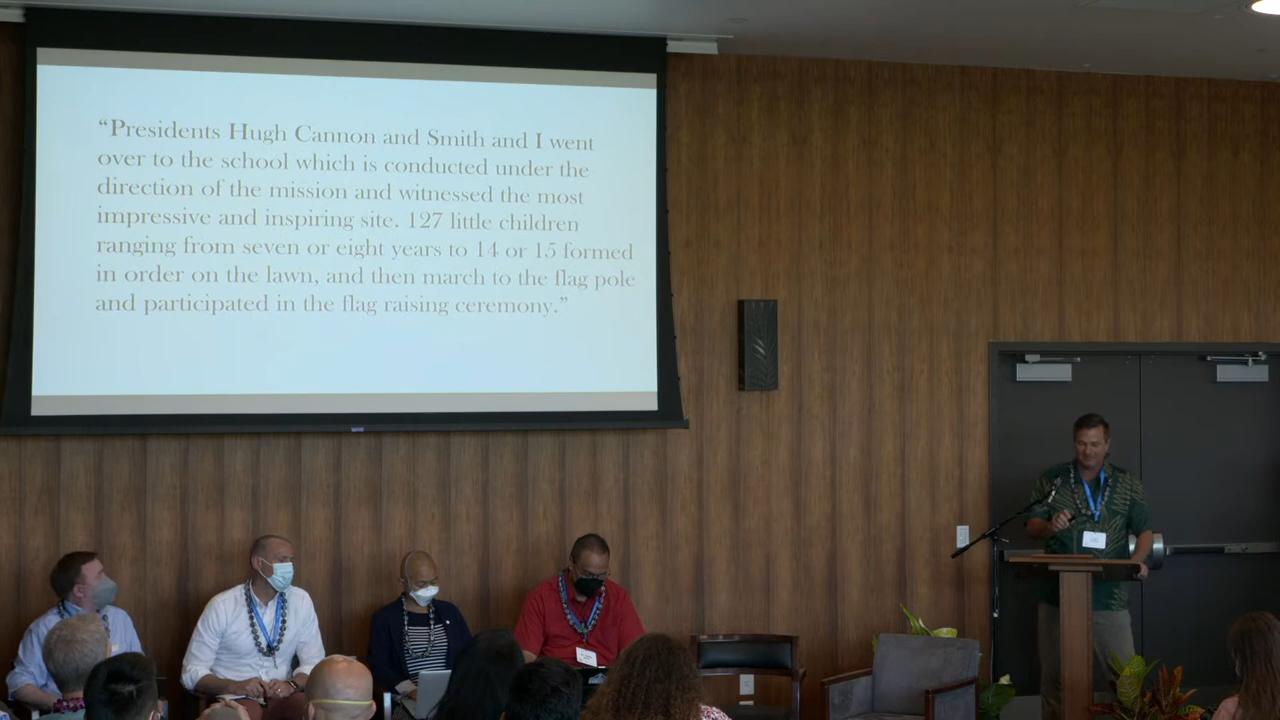 “Presidents Hugh Cannon and Smith and I went
over to the school which is conducted under the
direction of the mission and witnessed the most
impressive and inspiring site. 127 little children
ranging from seven or eight years to 14 or 15 formed
in order on the lawn, and then march to the flag pole
and participated in the flag raising ceremony.”